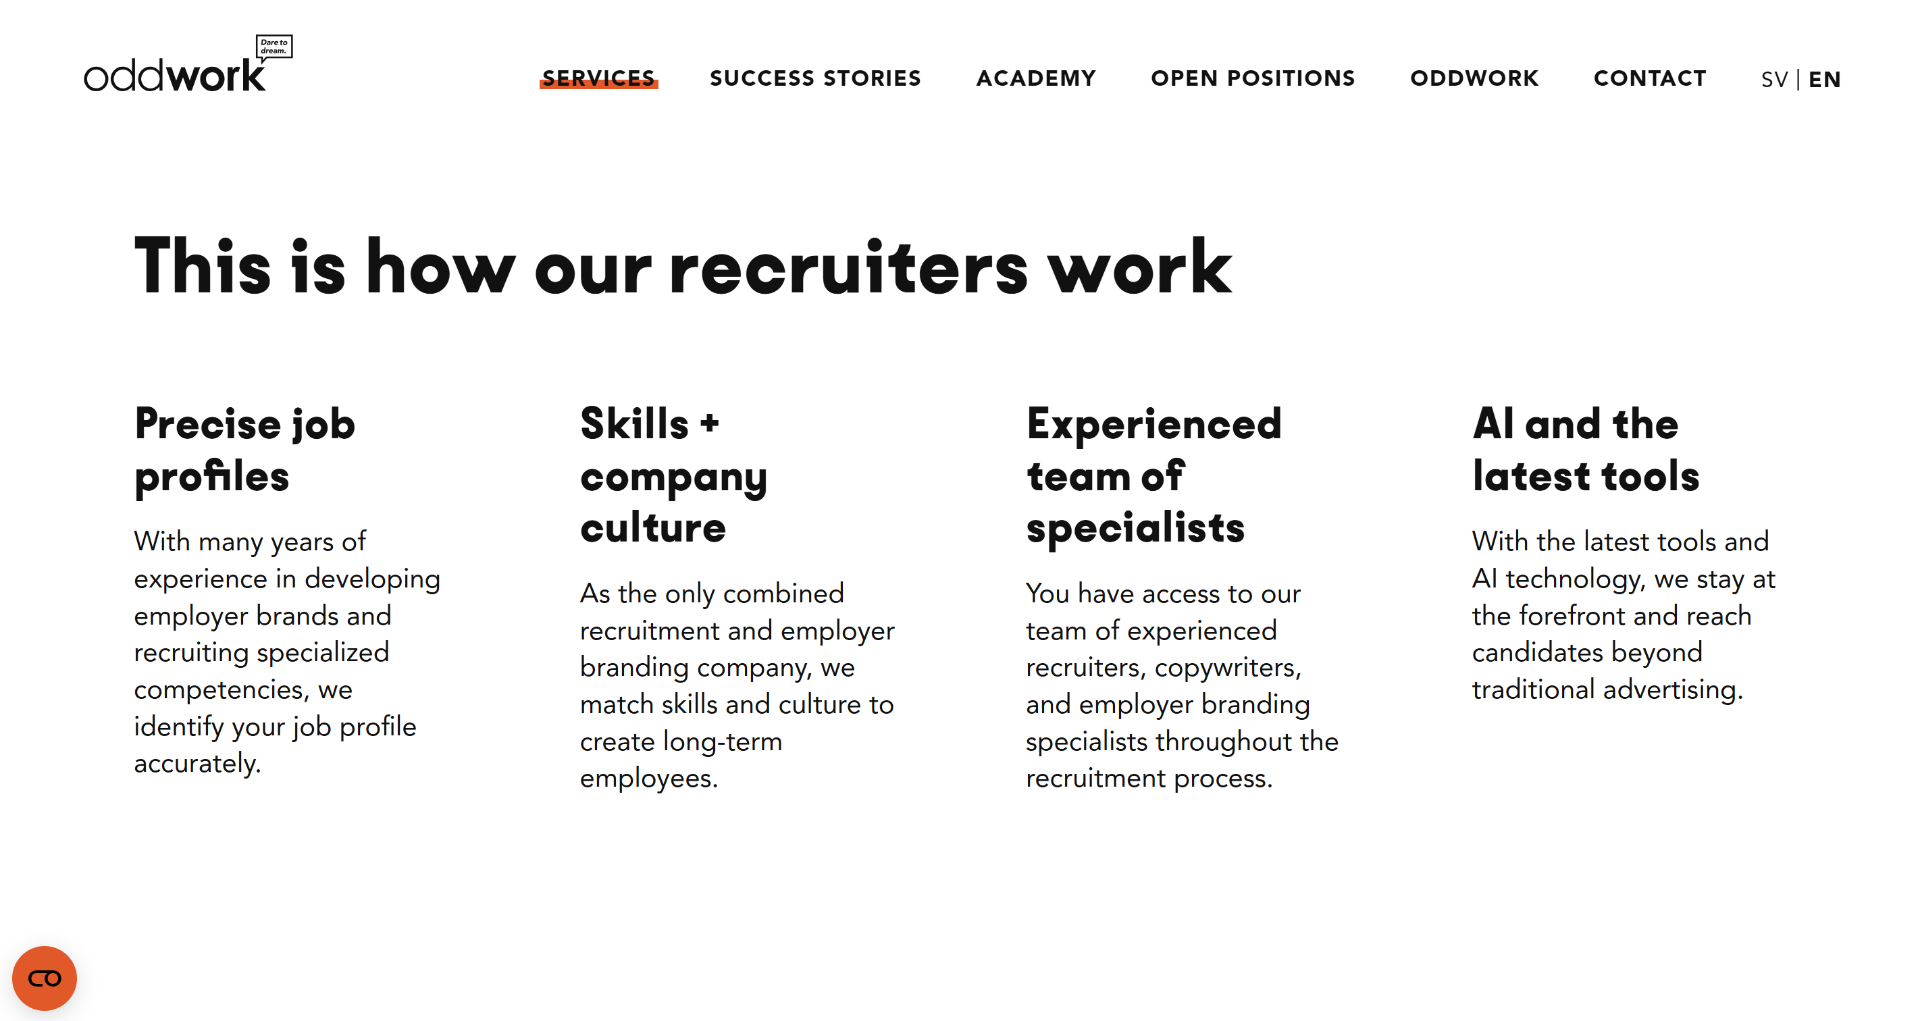 Dare to
dream.
oddwork
SERVICES
SUCCESS STORIES
ACADEMY
OPEN POSITIONS
ODDWORK
CONTACT
SV | EN
This is how our recruiters work
Precise job
profiles
With many years of
experience in developing
employer brands and
recruiting specialized
competencies, we
identify your job profile
accurately.
Skills +
company
culture
As the only combined
recruitment and employer
branding company, we
match skills and culture to
create long-term
employees.
Experienced
team of
specialists
You have access to our
team of experienced
recruiters, copywriters,
and employer branding
specialists throughout the
recruitment process.
AI and the
latest tools
With the latest tools and
AI technology, we stay at
the forefront and reach
candidates beyond
traditional advertising.